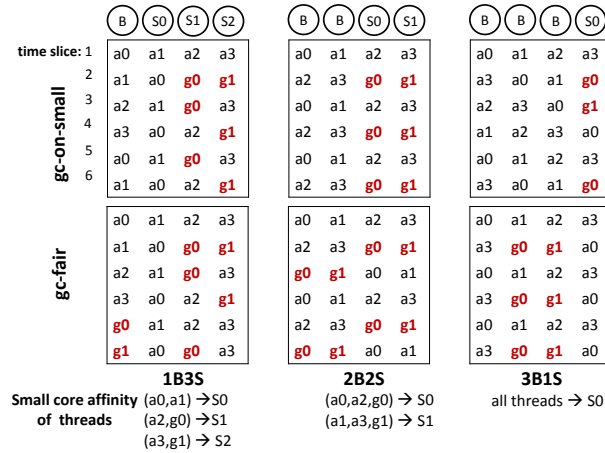 B S0 S1 S2 B B S0 S1 B B B S0
time slice: 1 a0 a1 a2 a3 a0 a1 a2 a3 a0 a1 a2 a3
2 a1 a0 g0 g1 a2 a3 g0 g1 a3 a0 a1 g0
3 a2 a1 g0 a3 a0 a1 a2 a3 a2 a3 a0 g1
4 a3 a0 a2 g1 a2 a3 g0 g1 a1 a2 a3 a0
5 a0 a1 g0 a3 a0 a1 a2 a3 a0 a1 a2 a3
6 a1 a0 a2 g1 a2 a3 g0 g1 a3 a0 a1 g0
gc-on-small
a0 a1 a2 a3 a0 a1 a2 a3 a0 a1 a2 a3
a1 a0 g0 g1 a2 a3 g0 g1 a3 g0 g1 a0
a2 a1 g0 a3 g0 g1 a0 a1 a0 a1 a2 a3
a3 a0 a2 g1 a0 a1 a2 a3 a3 g0 g1 a0
g0 a1 a2 a3 a2 a3 g0 g1 a0 a1 a2 a3
g1 a0 g0 a3 g0 g1 a0 a1 a3 g0 g1 a0
gc-fair
1B3S 2B2S 3B1S
Small core affinity (a0,a1) →S0 (a0,a2,g0)→ S0 all threads → S0
of threads (a2,g0)→S1 (a1,a3,g1)→ S1
(a3,g1)→ S2